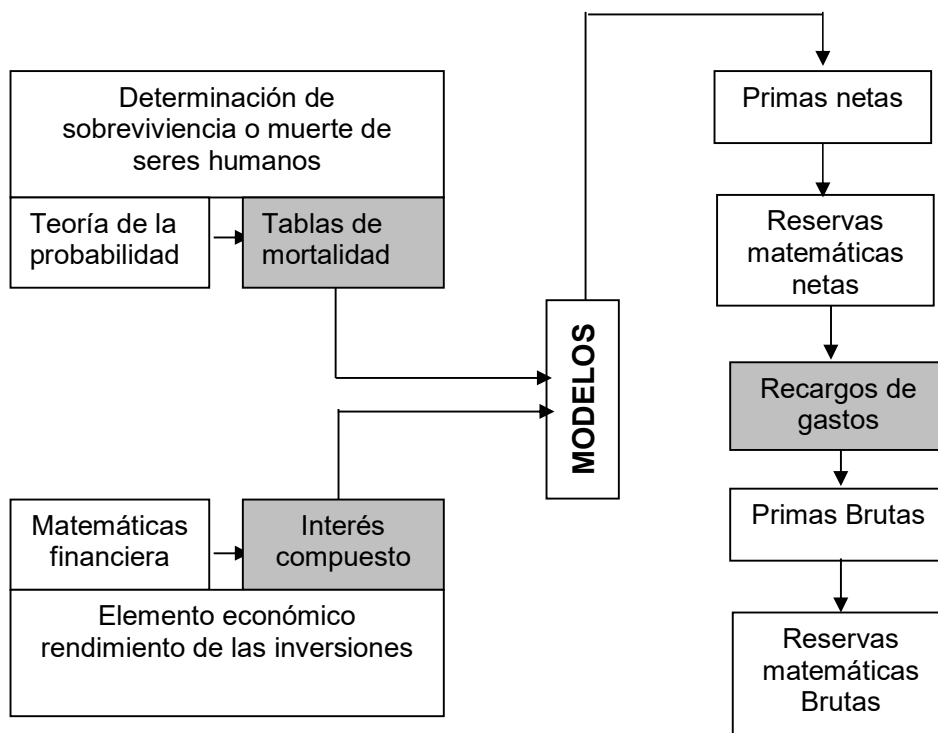 Determinación de
sobreviviencia o muerte de
seres humanos
Teoría de la
probabilidad
Tablas de
mortalidad
Matemáticas
financiera
Interés
compuesto
Elemento económico
rendimiento de las inversiones
MODELOS
Primas netas
Reservas
matemáticas
netas
Recargos de
gastos
Primas Brutas
Reservas
matemáticas
Brutas